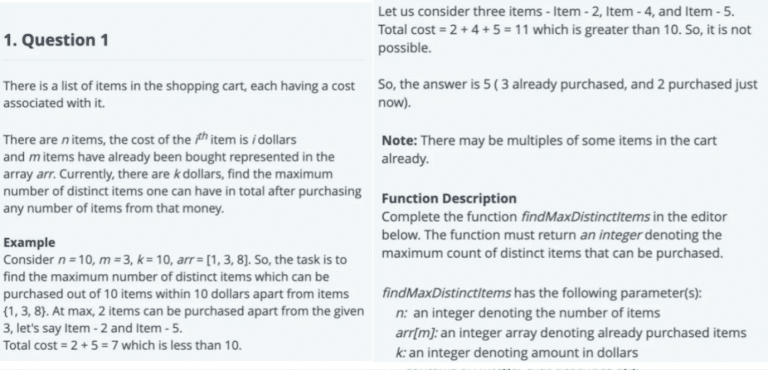 1. Question 1
There is a list of items in the shopping cart, each having a cost
associated with it.
There are n items, the cost of the ith item is i dollars
and m items have already been bought represented in the
array arr. Currently, there are k dollars, find the maximum
number of distinct items one can have in total after purchasing
any number of items from that money.
Example
Consider n = 10, m = 3, k = 10, arr = [1, 3, 8]. So, the task is to
find the maximum number of distinct items which can be
purchased out of 10 items within 10 dollars apart from items
{1, 3, 8}. At max, 2 items can be purchased apart from the given
3, let's say Item - 2 and Item - 5.
Total cost = 2 + 5 = 7 which is less than 10.
Let us consider three items - Item - 2, Item - 4, and Item - 5.
Total cost = 2 + 4 + 5 = 11 which is greater than 10. So, it is not
possible.
So, the answer is 5 ( 3 already purchased, and 2 purchased just
now).
Note: There may be multiples of some items in the cart
already.
Function Description
Complete the function findMaxDistinctItems in the editor
below. The function must return an integer denoting the
maximum count of distinct items that can be purchased.
findMaxDistinctItems has the following parameter(s):
n: an integer denoting the number of items
arr[m]: an integer array denoting already purchased items
k: an integer denoting amount in dollars